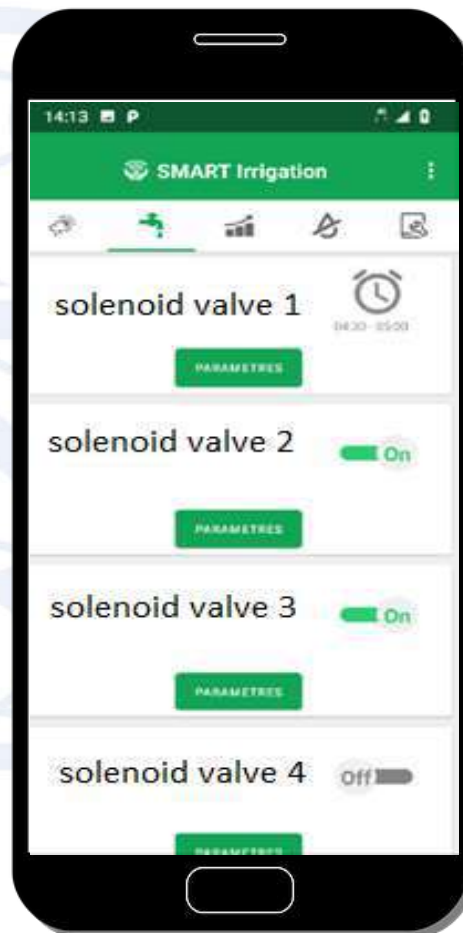 14:13 P
SMART Irrigation
solenoid valve 1
04:30 - 05:00
PARAMETRES
solenoid valve 2
On
PARAMETRES
solenoid valve 3
On
PARAMETRES
solenoid valve 4
Off
PARAMETRES